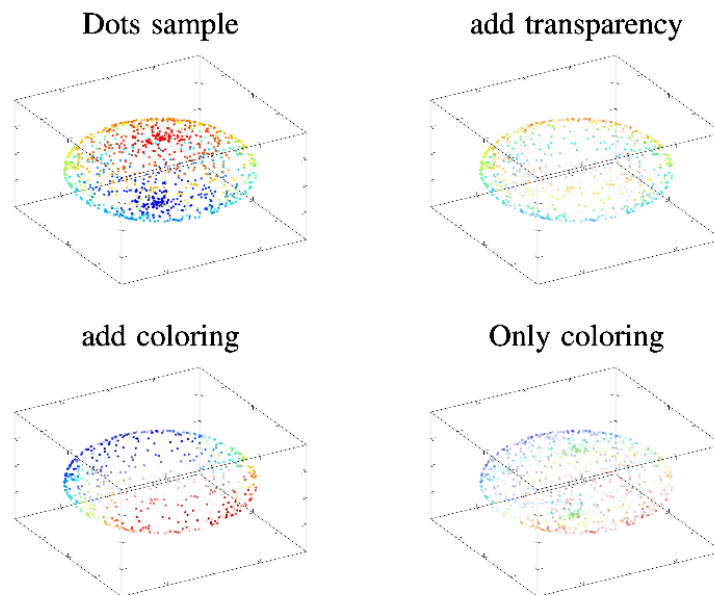 Dots sample
add transparency
add coloring
Only coloring